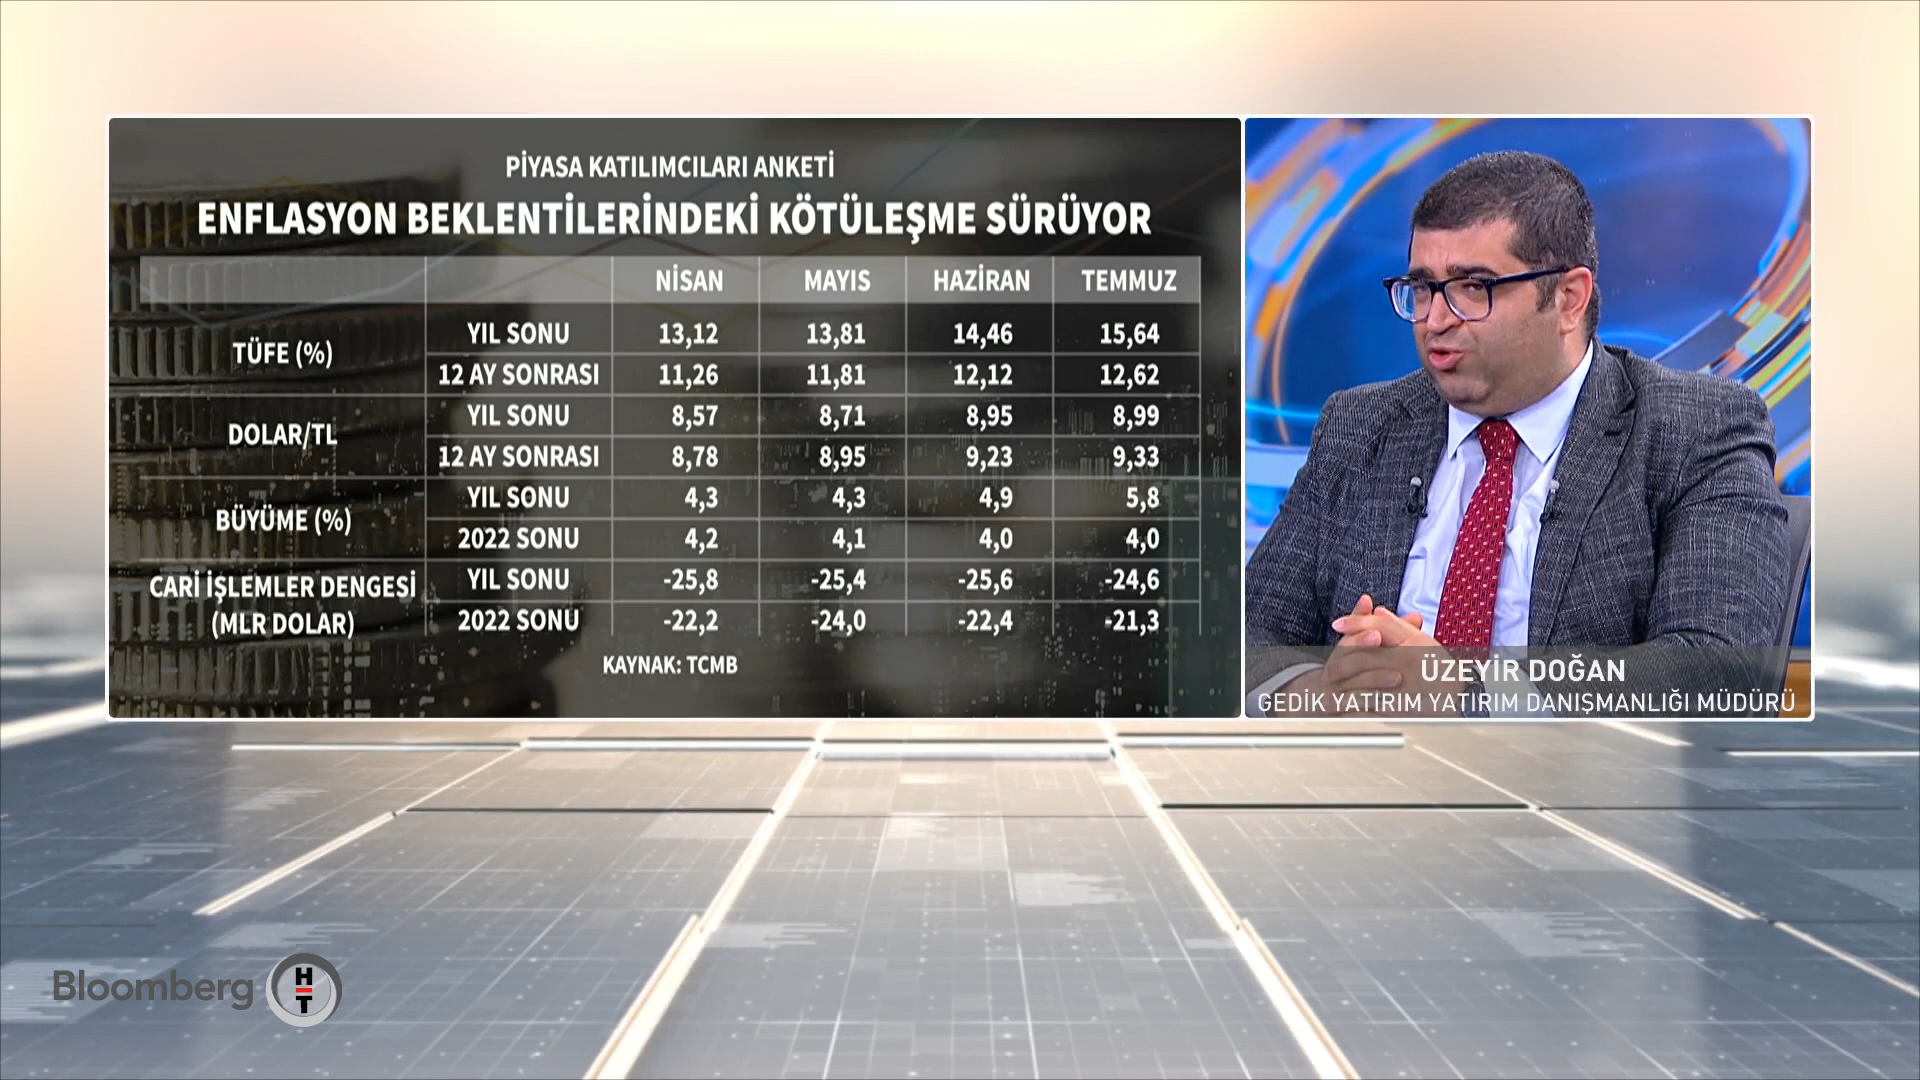 PİYASA KATILIMCILARI ANKETİ
ENFLASYON BEKLENTİLERİNDEKİ KÖTÜLEŞME SÜRÜYOR
NİSAN MAYIS HAZİRAN TEMMUZ
TÜFE (%)
YIL SONU 13,12 13,81 14,46 15,64
12 AY SONRASI 11,26 11,81 12,12 12,62
DOLAR/TL
YIL SONU 8,57 8,71 8,95 8,99
12 AY SONRASI 8,78 8,95 9,23 9,33
BÜYÜME (%)
YIL SONU 4,3 4,3 4,9 5,8
2022 SONU 4,2 4,1 4,0 4,0
CARİ İŞLEMLER DENGESİ
(MLR DOLAR)
YIL SONU -25,8 -25,4 -25,6 -24,6
2022 SONU -22,2 -24,0 -22,4 -21,3
KAYNAK: TCMB
ÜZEYİR DOĞAN
GEDİK YATIRIM YATIRIM DANIŞMANLIĞI MÜDÜRÜ
Bloomberg HT